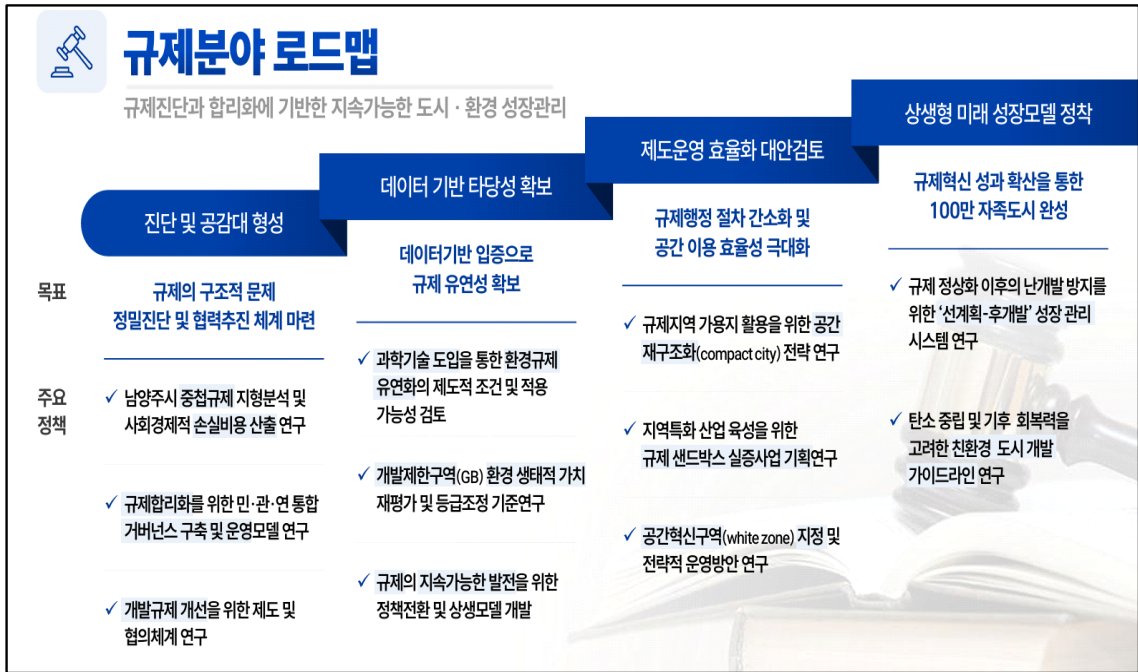 규제분야 로드맵
규제진단과 합리화에 기반한 지속가능한 도시 · 환경 성장관리
진단 및 공감대 형성
데이터 기반 타당성 확보
제도운영 효율화 대안검토
상생형 미래 성장모델 정착
목표
규제의 구조적 문제
정밀진단 및 협력추진 체계 마련
데이터기반 입증으로
규제 유연성 확보
규제행정 절차 간소화 및
공간 이용 효율성 극대화
규제혁신 성과 확산을 통한
100만 자족도시 완성
주요
정책
✓ 남양주시 중첩규제 지형분석 및
사회경제적 손실비용 산출 연구
✓ 규제합리화를 위한 민·관·연 통합
거버넌스 구축 및 운영모델 연구
✓ 개발규제 개선을 위한 제도 및
협의체계 연구
✓ 과학기술 도입을 통한 환경규제
유연화의 제도적 조건 및 적용
가능성 검토
✓ 개발제한구역(GB) 환경 생태적 가치
재평가 및 등급조정 기준연구
✓ 규제의 지속가능한 발전을 위한
정책전환 및 상생모델 개발
✓ 규제지역 가용지 활용을 위한 공간
재구조화(compact city) 전략 연구
✓ 지역특화 산업 육성을 위한
규제 샌드박스 실증사업 기획연구
✓ 공간혁신구역(white zone) 지정 및
전략적 운영방안 연구
✓ 규제 정상화 이후의 난개발 방지를
위한 ‘선계획-후개발’ 성장 관리
시스템 연구
✓ 탄소 중립 및 기후 회복력을
고려한 친환경 도시 개발
가이드라인 연구